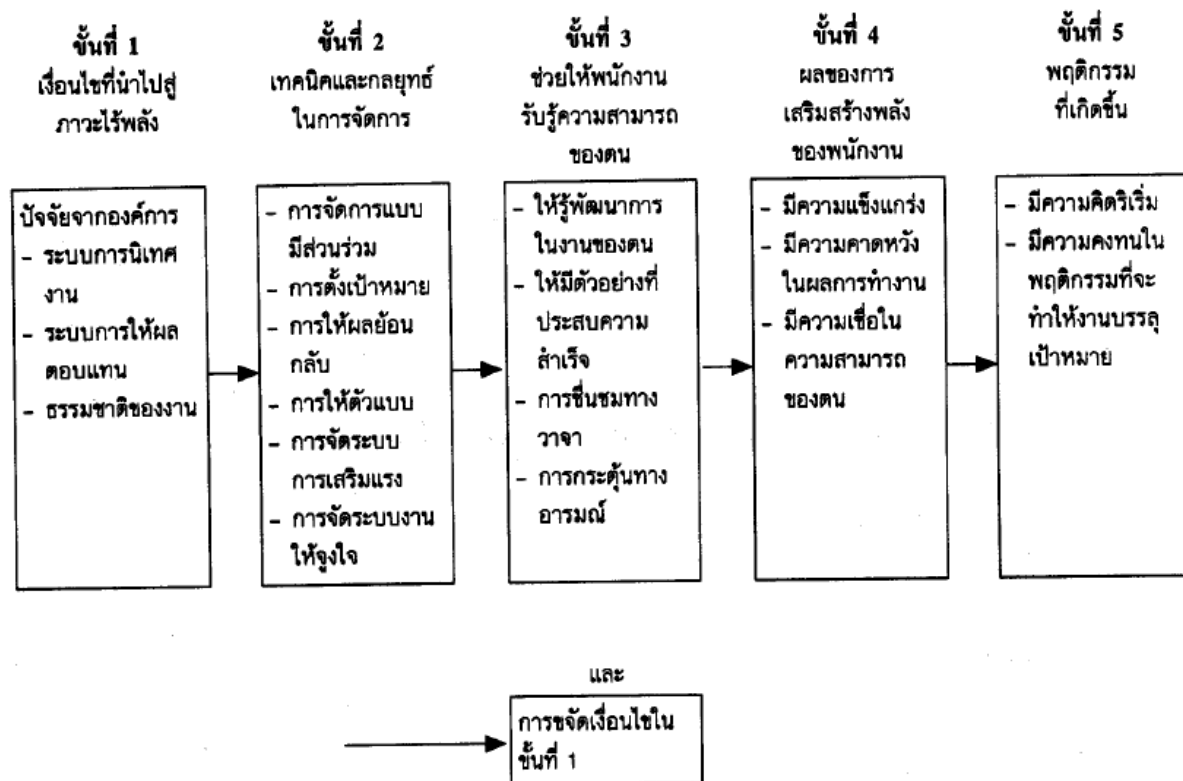 ขั้นที่ 1
เงื่อนไขที่นำไปสู่
ภาวะไร้พลัง
ปัจจัยจากองค์การ
– ระบบการนิเทศ
งาน
– ระบบการให้ผล
ตอบแทน
– ธรรมชาติของงาน
ขั้นที่ 2
เทคนิคและกลยุทธ์
ในการจัดการ
– การจัดการแบบ
มีส่วนร่วม
– การตั้งเป้าหมาย
– การให้ผลย้อน
กลับ
– การให้ตัวแบบ
– การจัดระบบ
การเสริมแรง
– การจัดระบบงาน
ให้จูงใจ
ขั้นที่ 3
ช่วยให้พนักงาน
รับรู้ความสามารถ
ของตน
– ให้รู้พัฒนาการ
ในงานของตน
– ให้มีตัวอย่างที่
ประสบความ
สำเร็จ
– การชื่นชมทาง
วาจา
– การกระตุ้นทาง
อารมณ์
ขั้นที่ 4
ผลของการ
เสริมสร้างพลัง
ของพนักงาน
– มีความแข็งแกร่ง
– มีความคาดหวัง
ในผลการทำงาน
– มีความเชื่อใน
ความสามารถ
ของตน
ขั้นที่ 5
พฤติกรรม
ที่เกิดขึ้น
– มีความคิดริเริ่ม
– มีความคงทนใน
พฤติกรรมที่จะ
ทำให้งานบรรลุ
เป้าหมาย
และ
การขจัดเงื่อนไขใน
ขั้นที่ 1